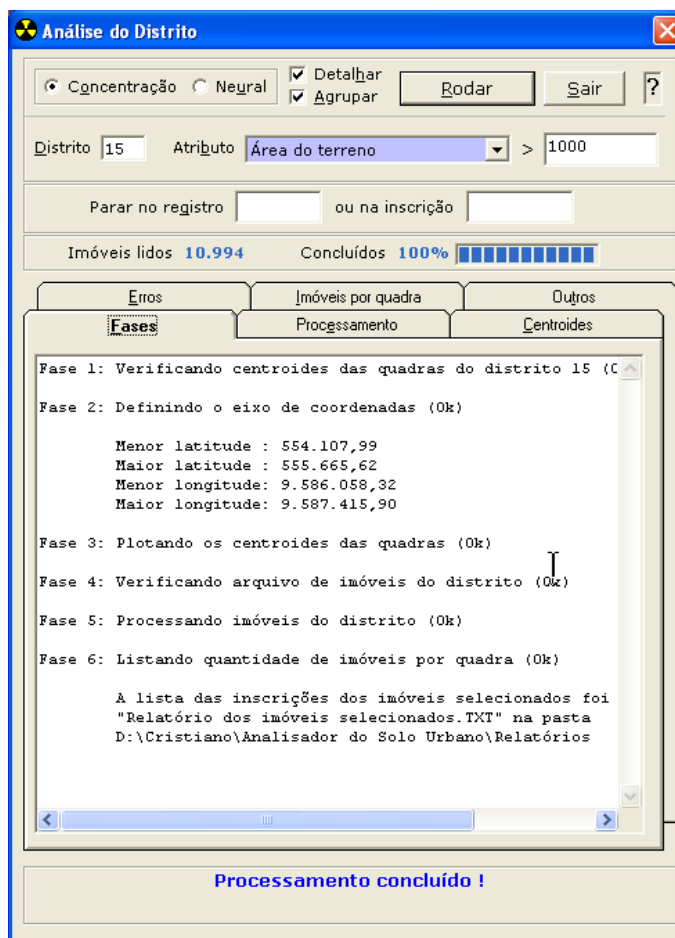 Análise do Distrito
Concentração Neural Detalhar Agrupar Rodar Sair ?
Distrito 15 Atributo Área do terreno > 1000
Parar no registro ou na inscrição
Imóveis lidos 10.994 Concluídos 100%
Erros Imóveis por quadra Outros
Fases Processamento Centroides
Fase 1: Verificando centroides das quadras do distrito 15 (
Fase 2: Definindo o eixo de coordenadas (Ok)
Menor latitude : 554.107,99
Maior latitude : 555.665,62
Menor longitude: 9.586.058,32
Maior longitude: 9.587.415,90
Fase 3: Plotando os centroides das quadras (Ok)
Fase 4: Verificando arquivo de imóveis do distrito (Ok)
Fase 5: Processando imóveis do distrito (Ok)
Fase 6: Listando quantidade de imóveis por quadra (Ok)
A lista das inscrições dos imóveis selecionados foi
"Relatório dos imóveis selecionados.TXT" na pasta
D:\Cristiano\Analisador do Solo Urbano\Relatórios
Processamento concluído !